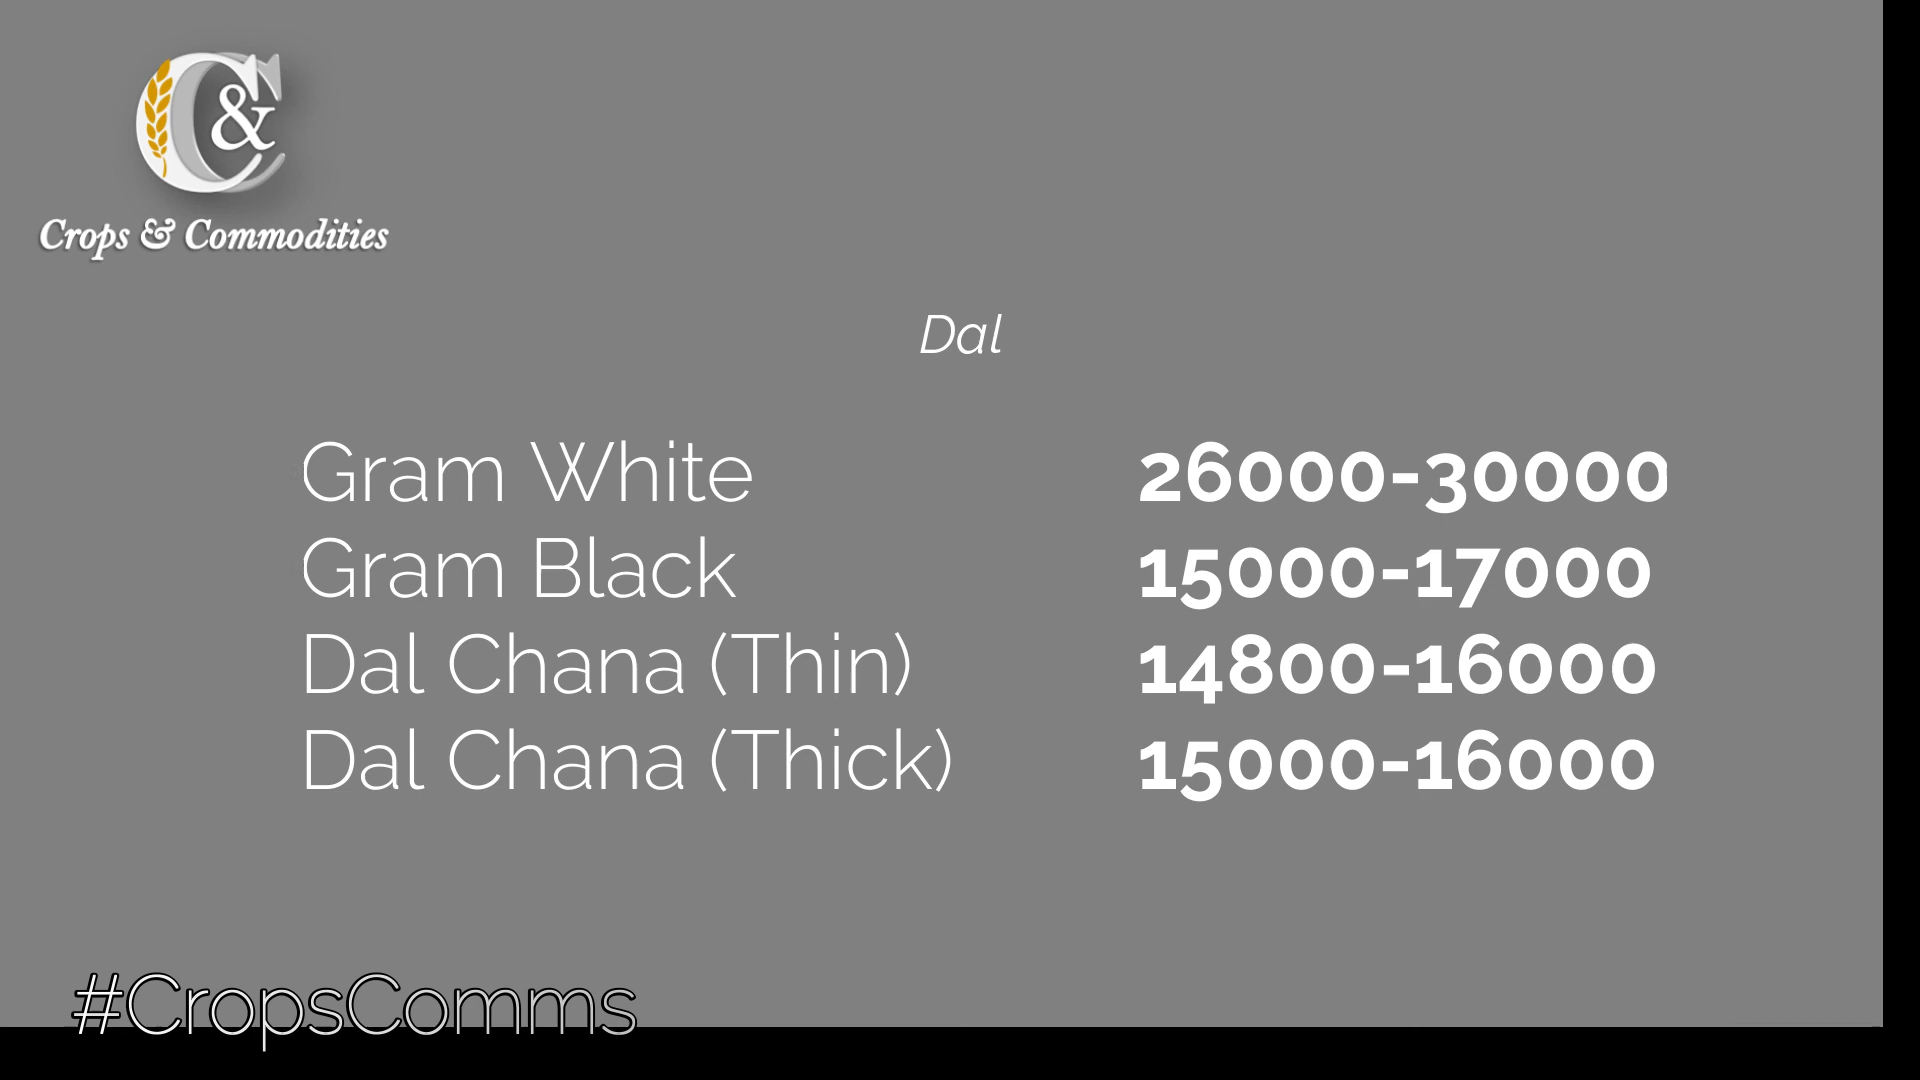 C&C
Crops & Commodities
Dal
Gram White 26000-30000
Gram Black 15000-17000
Dal Chana (Thin) 14800-16000
Dal Chana (Thick) 15000-16000
#CropsComms